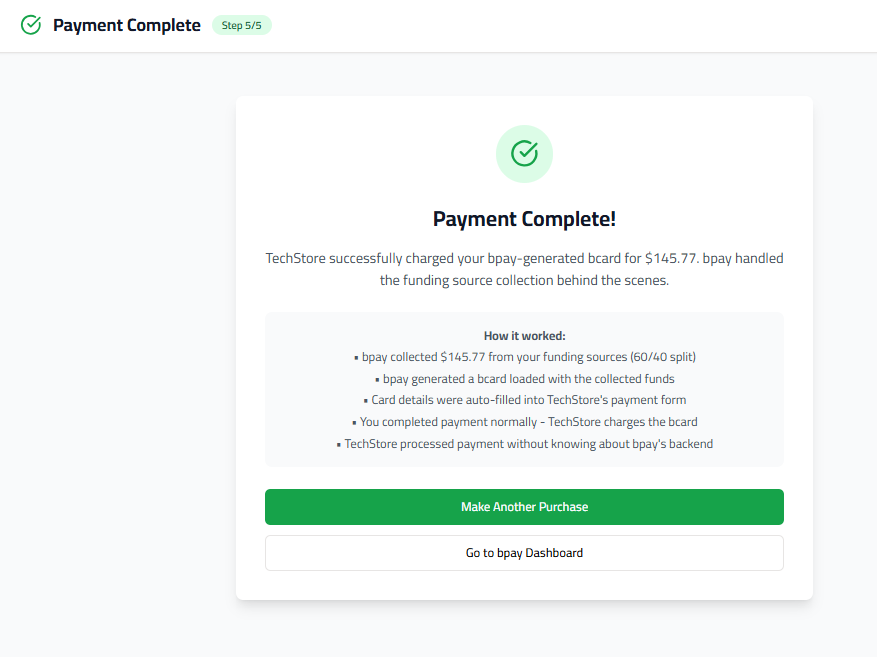 Payment Complete Step 5/5
Payment Complete!
TechStore successfully charged your bpay-generated bcard for $145.77. bpay handled
the funding source collection behind the scenes.
How it worked:
▪ bpay collected $145.77 from your funding sources (60/40 split)
▪ bpay generated a bcard loaded with the collected funds
▪ Card details were auto-filled into TechStore's payment form
▪ You completed payment normally - TechStore charges the bcard
▪ TechStore processed payment without knowing about bpay's backend
Make Another Purchase
Go to bpay Dashboard